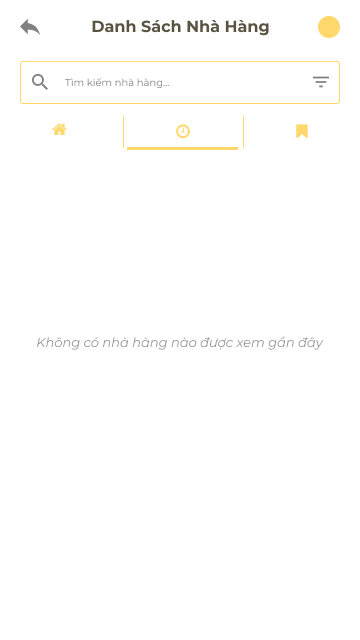 Danh Sách Nhà Hàng
Tìm kiếm nhà hàng...
Không có nhà hàng nào được xem gần đây